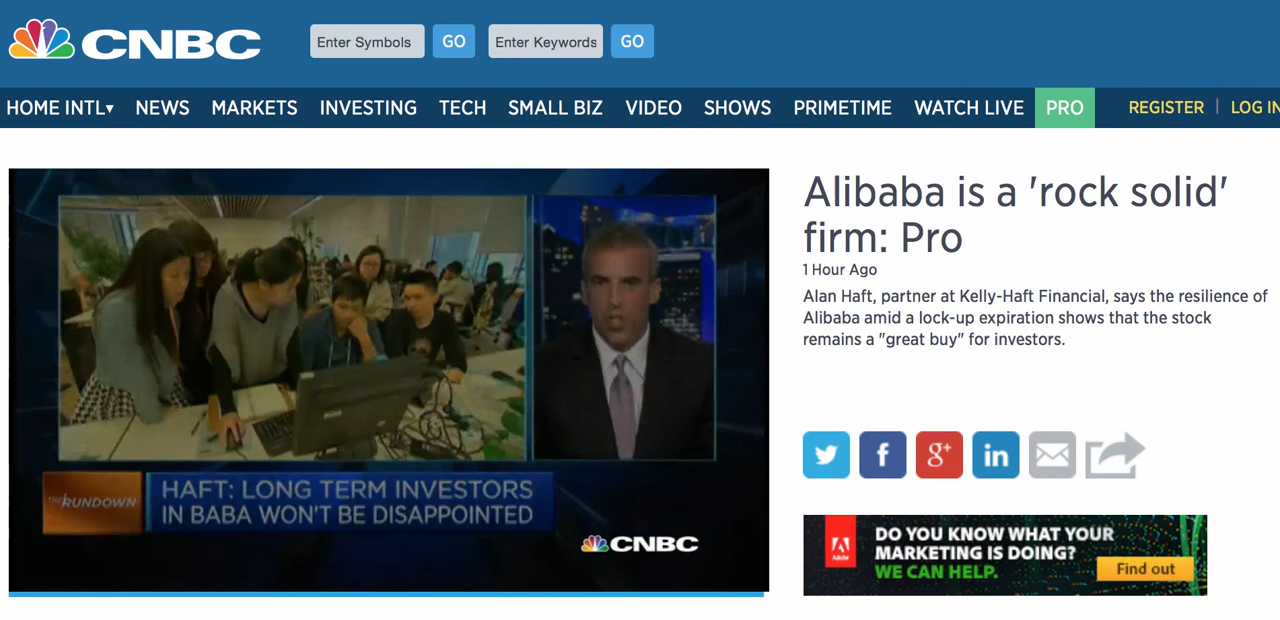 CNBC
Enter Symbols GO Enter Keywords GO
HOME INTL▾ NEWS MARKETS INVESTING TECH SMALL BIZ VIDEO SHOWS PRIMETIME WATCH LIVE PRO REGISTER | LOG IN
THE RUNDOWN
HAFT: LONG TERM INVESTORS
IN BABA WON'T BE DISAPPOINTED
CNBC
Alibaba is a 'rock solid'
firm: Pro
1 Hour Ago
Alan Haft, partner at Kelly-Haft Financial, says the resilience of
Alibaba amid a lock-up expiration shows that the stock
remains a "great buy" for investors.
f g+ in
Adobe
DO YOU KNOW WHAT YOUR
MARKETING IS DOING?
WE CAN HELP.
Find out